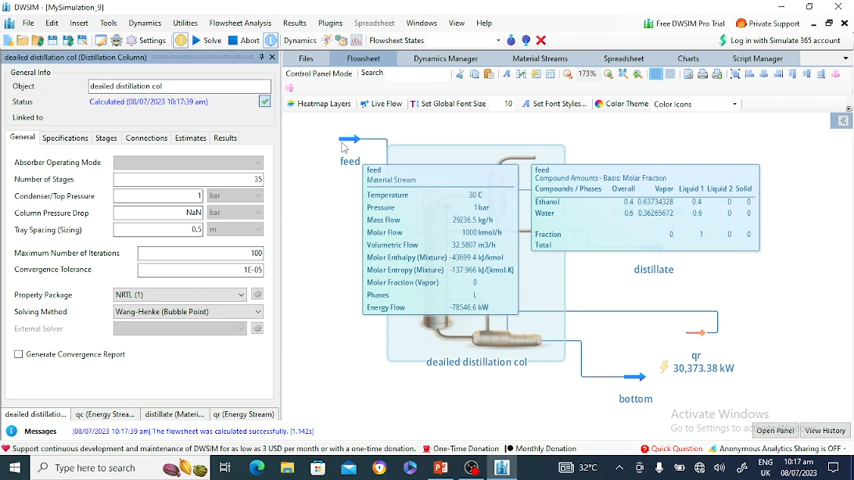 DWSIM - [MySimulation_9]
File Edit Insert Tools Dynamics Utilities Flowsheet Analysis Results Plugins Spreadsheet Windows View Help Free DWSIM Pro Trial Private Support
Settings Solve Abort Dynamics Flowsheet States Log in with Simulate 365 account
deailed distillation col (Distillation Column)
Files Flowsheet Dynamics Manager Material Streams Spreadsheet Charts Script Manager
General Info
Control Panel Mode Search 173%
Object deailed distillation col
Status Calculated (08/07/2023 10:17:39 am)
Linked to
Heatmap Layers Live Flow Set Global Font Size 10 Set Font Styles... Color Theme Color Icons
General Specifications Stages Connections Estimates Results
Absorber Operating Mode
Number of Stages 35
Condenser/Top Pressure 1 bar
Column Pressure Drop NaN bar
Tray Spacing (Sizing) 0.5 m
Maximum Number of Iterations 100
Convergence Tolerance 1E-05
Property Package NRTL (1)
Solving Method Wang-Henke (Bubble Point)
External Solver
Generate Convergence Report
feed
feed
Material Stream
Temperature 30 C
Pressure 1 bar
Mass Flow 29236.5 kg/h
Molar Flow 1000 kmol/h
Volumetric Flow 32.5807 m3/h
Molar Enthalpy (Mixture) -43699.4 kJ/kmol
Molar Entropy (Mixture) -137.966 kJ/[kmol.K]
Molar Fraction (Vapor) 0
Phases L
Energy Flow -78546.6 kW
feed
Compound Amounts - Basis: Molar Fraction
Compounds / Phases Overall Vapor Liquid 1 Liquid 2 Solid
Ethanol 0.4 0.63734328 0.4 0 0
Water 0.6 0.36265672 0.6 0 0
Fraction 0 1 0 0
Total
distillate
deailed distillation col
qr
30,373.38 kW
bottom
Activate Windows
Go to Settings to
deailed distillatio... qc (Energy Strea... distillate (Materi... qr (Energy Stream)
Open Panel View History
Messages [08/07/2023 10:17:39 am] The flowsheet was calculated successfully. (1.142s)
Support continuous development and maintenance of DWSIM for as low as 3 USD per month or with a one-time donation. One-Time Donation Monthly Donation Quick Question Anonymous Analytics Sharing is OFF
Type here to search
32°C
ENG
UK
10:17 am
08/07/2023